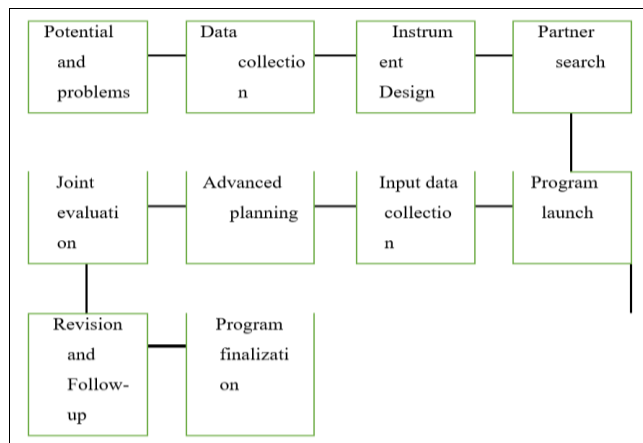 Potential
and
problems
Data
collectio
n
Instrum
ent
Design
Partner
search
Joint
evaluati
on
Advanced
planning
Input data
collectio
n
Program
launch
Revision
and
Follow-
up
Program
finalizati
on